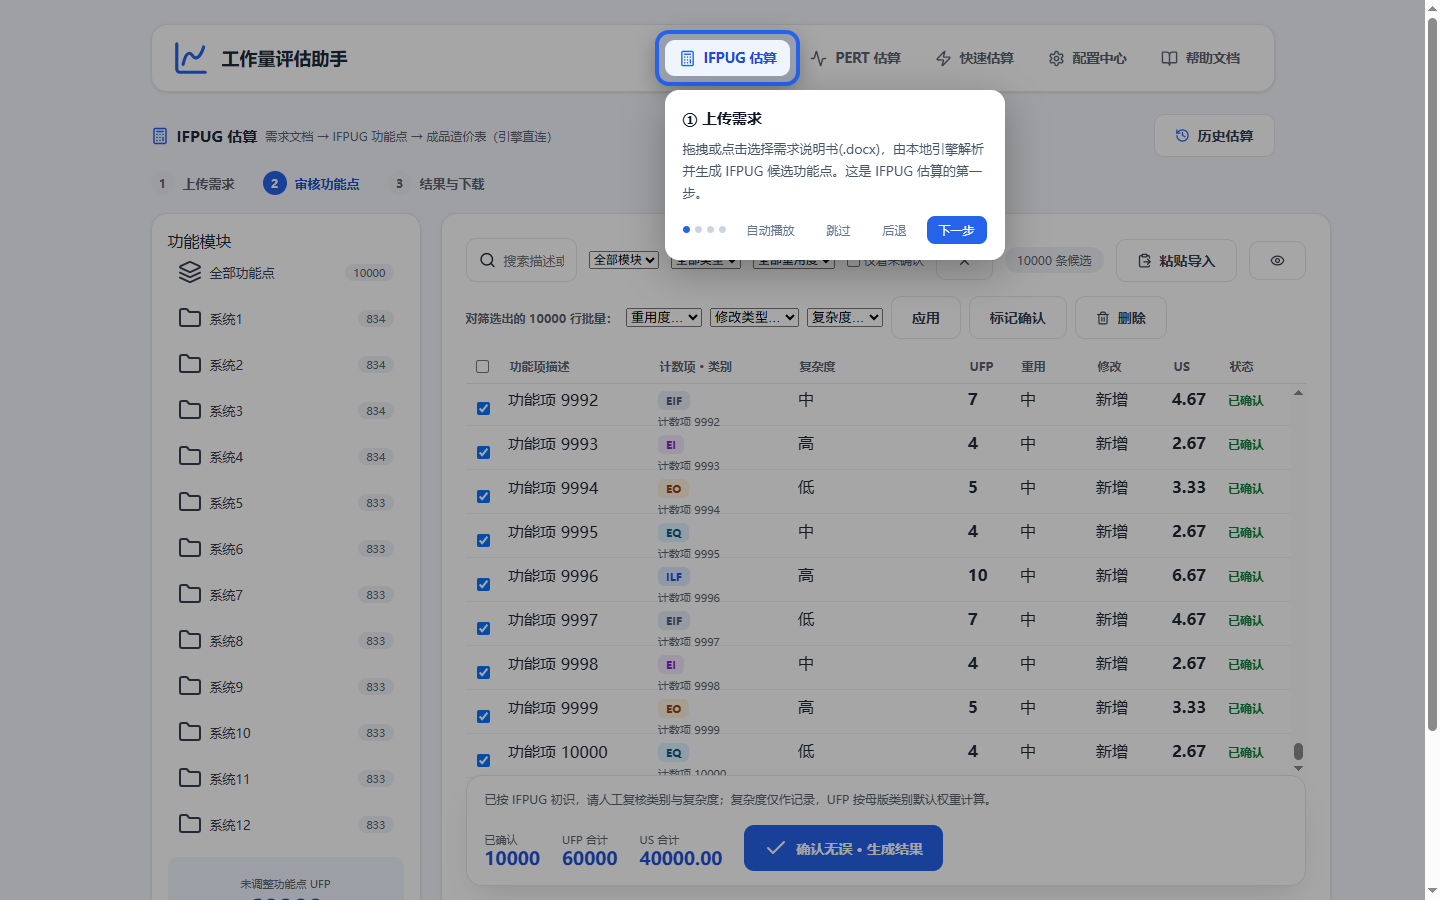 工作量评估助手
IFPUG 估算
PERT 估算
快速估算
配置中心
帮助文档
① 上传需求
拖拽或点击选择需求说明书(.docx)，由本地引擎解析
并生成 IFPUG 候选功能点。这是 IFPUG 估算的第一
步。
自动播放 跳过 后退 下一步
IFPUG 估算 需求文档 → IFPUG 功能点 → 成品造价表（引擎直连）
历史估算
1 上传需求 2 审核功能点 3 结果与下载
功能模块
全部功能点 10000
系统1 834
系统2 834
系统3 834
系统4 834
系统5 833
系统6 833
系统7 833
系统8 833
系统9 833
系统10 833
系统11 833
系统12 833
未调整功能点 UFP
搜索描述或
全部模块
10000 条候选
粘贴导入
对筛选出的 10000 行批量：
重用度... 修改类型... 复杂度...
应用 标记确认 删除
功能项描述 计数项 • 类别 复杂度 UFP 重用 修改 US 状态
功能项 9992 EIF 中 7 中 新增 4.67 已确认
计数项 9992
功能项 9993 EI 高 4 中 新增 2.67 已确认
计数项 9993
功能项 9994 EO 低 5 中 新增 3.33 已确认
计数项 9994
功能项 9995 EQ 中 4 中 新增 2.67 已确认
计数项 9995
功能项 9996 ILF 高 10 中 新增 6.67 已确认
计数项 9996
功能项 9997 EIF 低 7 中 新增 4.67 已确认
计数项 9997
功能项 9998 EI 中 4 中 新增 2.67 已确认
计数项 9998
功能项 9999 EO 高 5 中 新增 3.33 已确认
计数项 9999
功能项 10000 EQ 低 4 中 新增 2.67 已确认
计数项 10000
已按 IFPUG 初识，请人工复核类别与复杂度；复杂度仅作记录，UFP 按母版类别默认权重计算。
已确认 UFP 合计 US 合计
10000 60000 40000.00
确认无误 • 生成结果